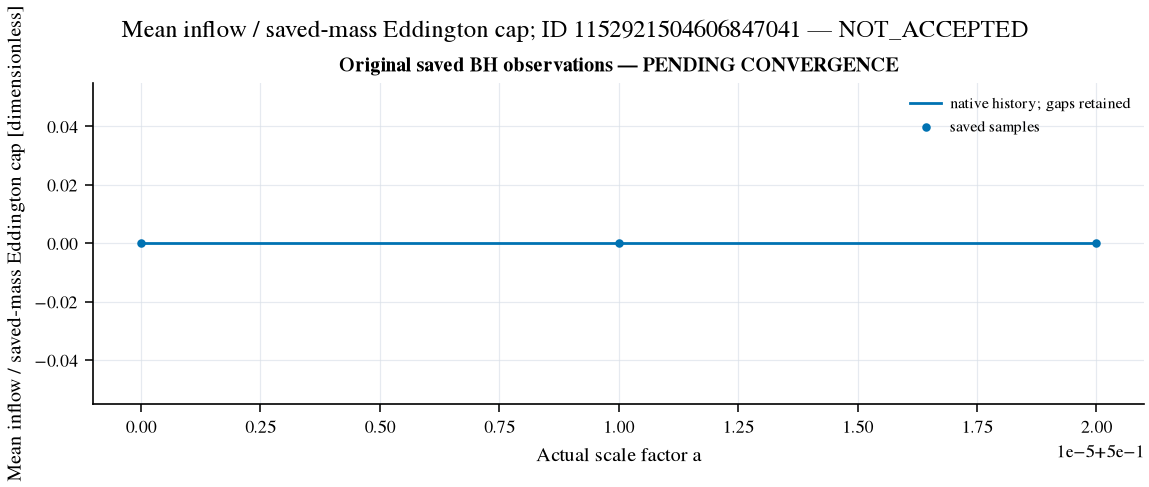 Mean inflow / saved-mass Eddington cap; ID 1152921504606847041 — NOT_ACCEPTED
Original saved BH observations — PENDING CONVERGENCE
Mean inflow / saved-mass Eddington cap [dimensionless]
native history; gaps retained
saved samples
0.04
0.02
0.00
−0.02
−0.04
0.00 0.25 0.50 0.75 1.00 1.25 1.50 1.75 2.00
1e−5+5e−1
Actual scale factor a